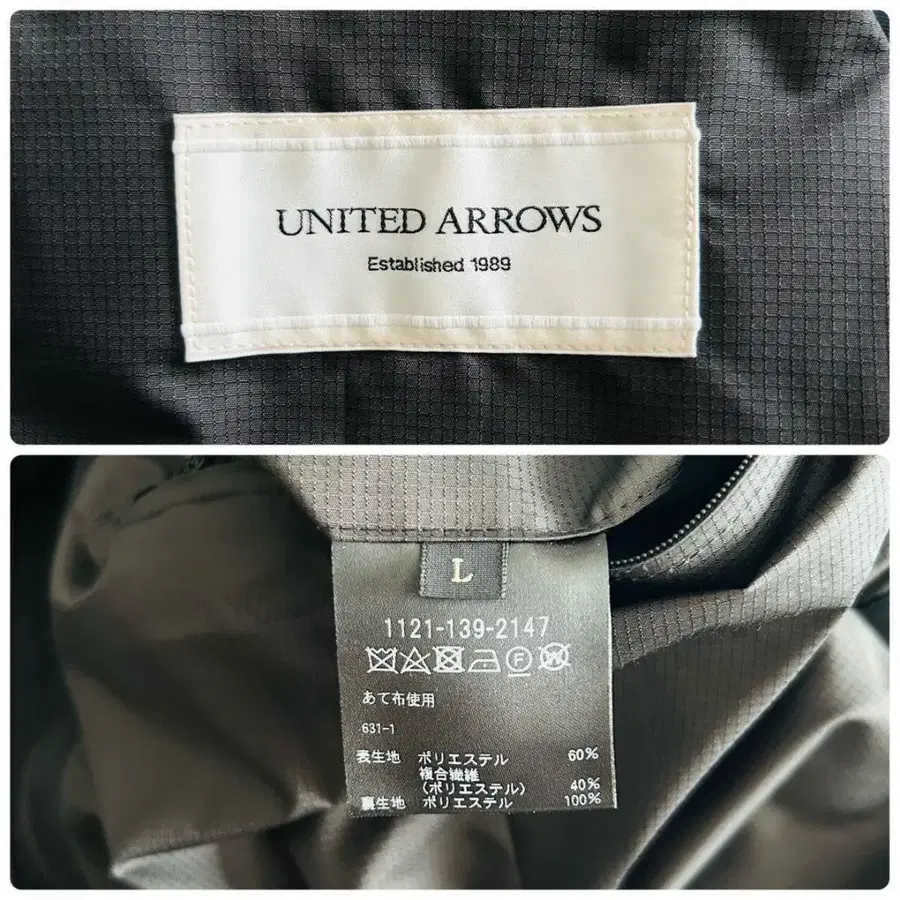 UNITED ARROWS
Established 1989
L
1121-139-2147
あて布使用
631-1
表生地 ポリエステル 60%
複合繊維
(ポリエステル) 40%
裏生地 ポリエステル 100%